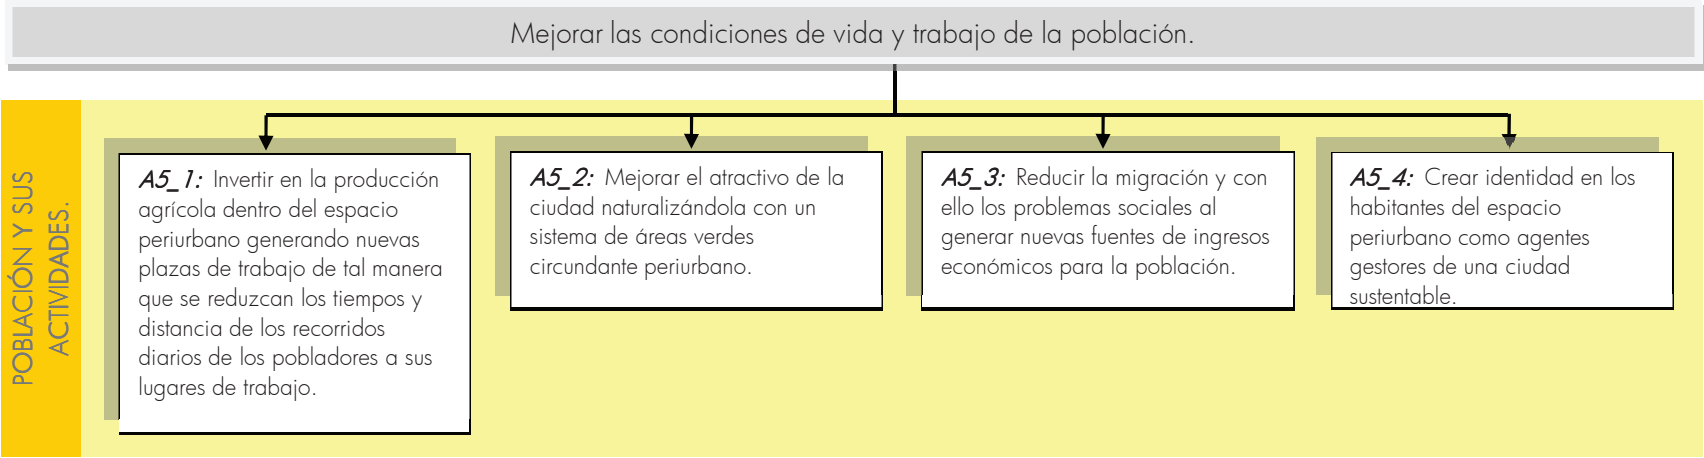 Mejorar las condiciones de vida y trabajo de la población.
POBLACIÓN Y SUS
ACTIVIDADES.
A5_1: Invertir en la producción
agrícola dentro del espacio
periurbano generando nuevas
plazas de trabajo de tal manera
que se reduzcan los tiempos y
distancia de los recorridos
diarios de los pobladores a sus
lugares de trabajo.
A5_2: Mejorar el atractivo de la
ciudad naturalizándola con un
sistema de áreas verdes
circundante periurbano.
A5_3: Reducir la migración y con
ello los problemas sociales al
generar nuevas fuentes de ingresos
económicos para la población.
A5_4: Crear identidad en los
habitantes del espacio
periurbano como agentes
gestores de una ciudad
sustentable.